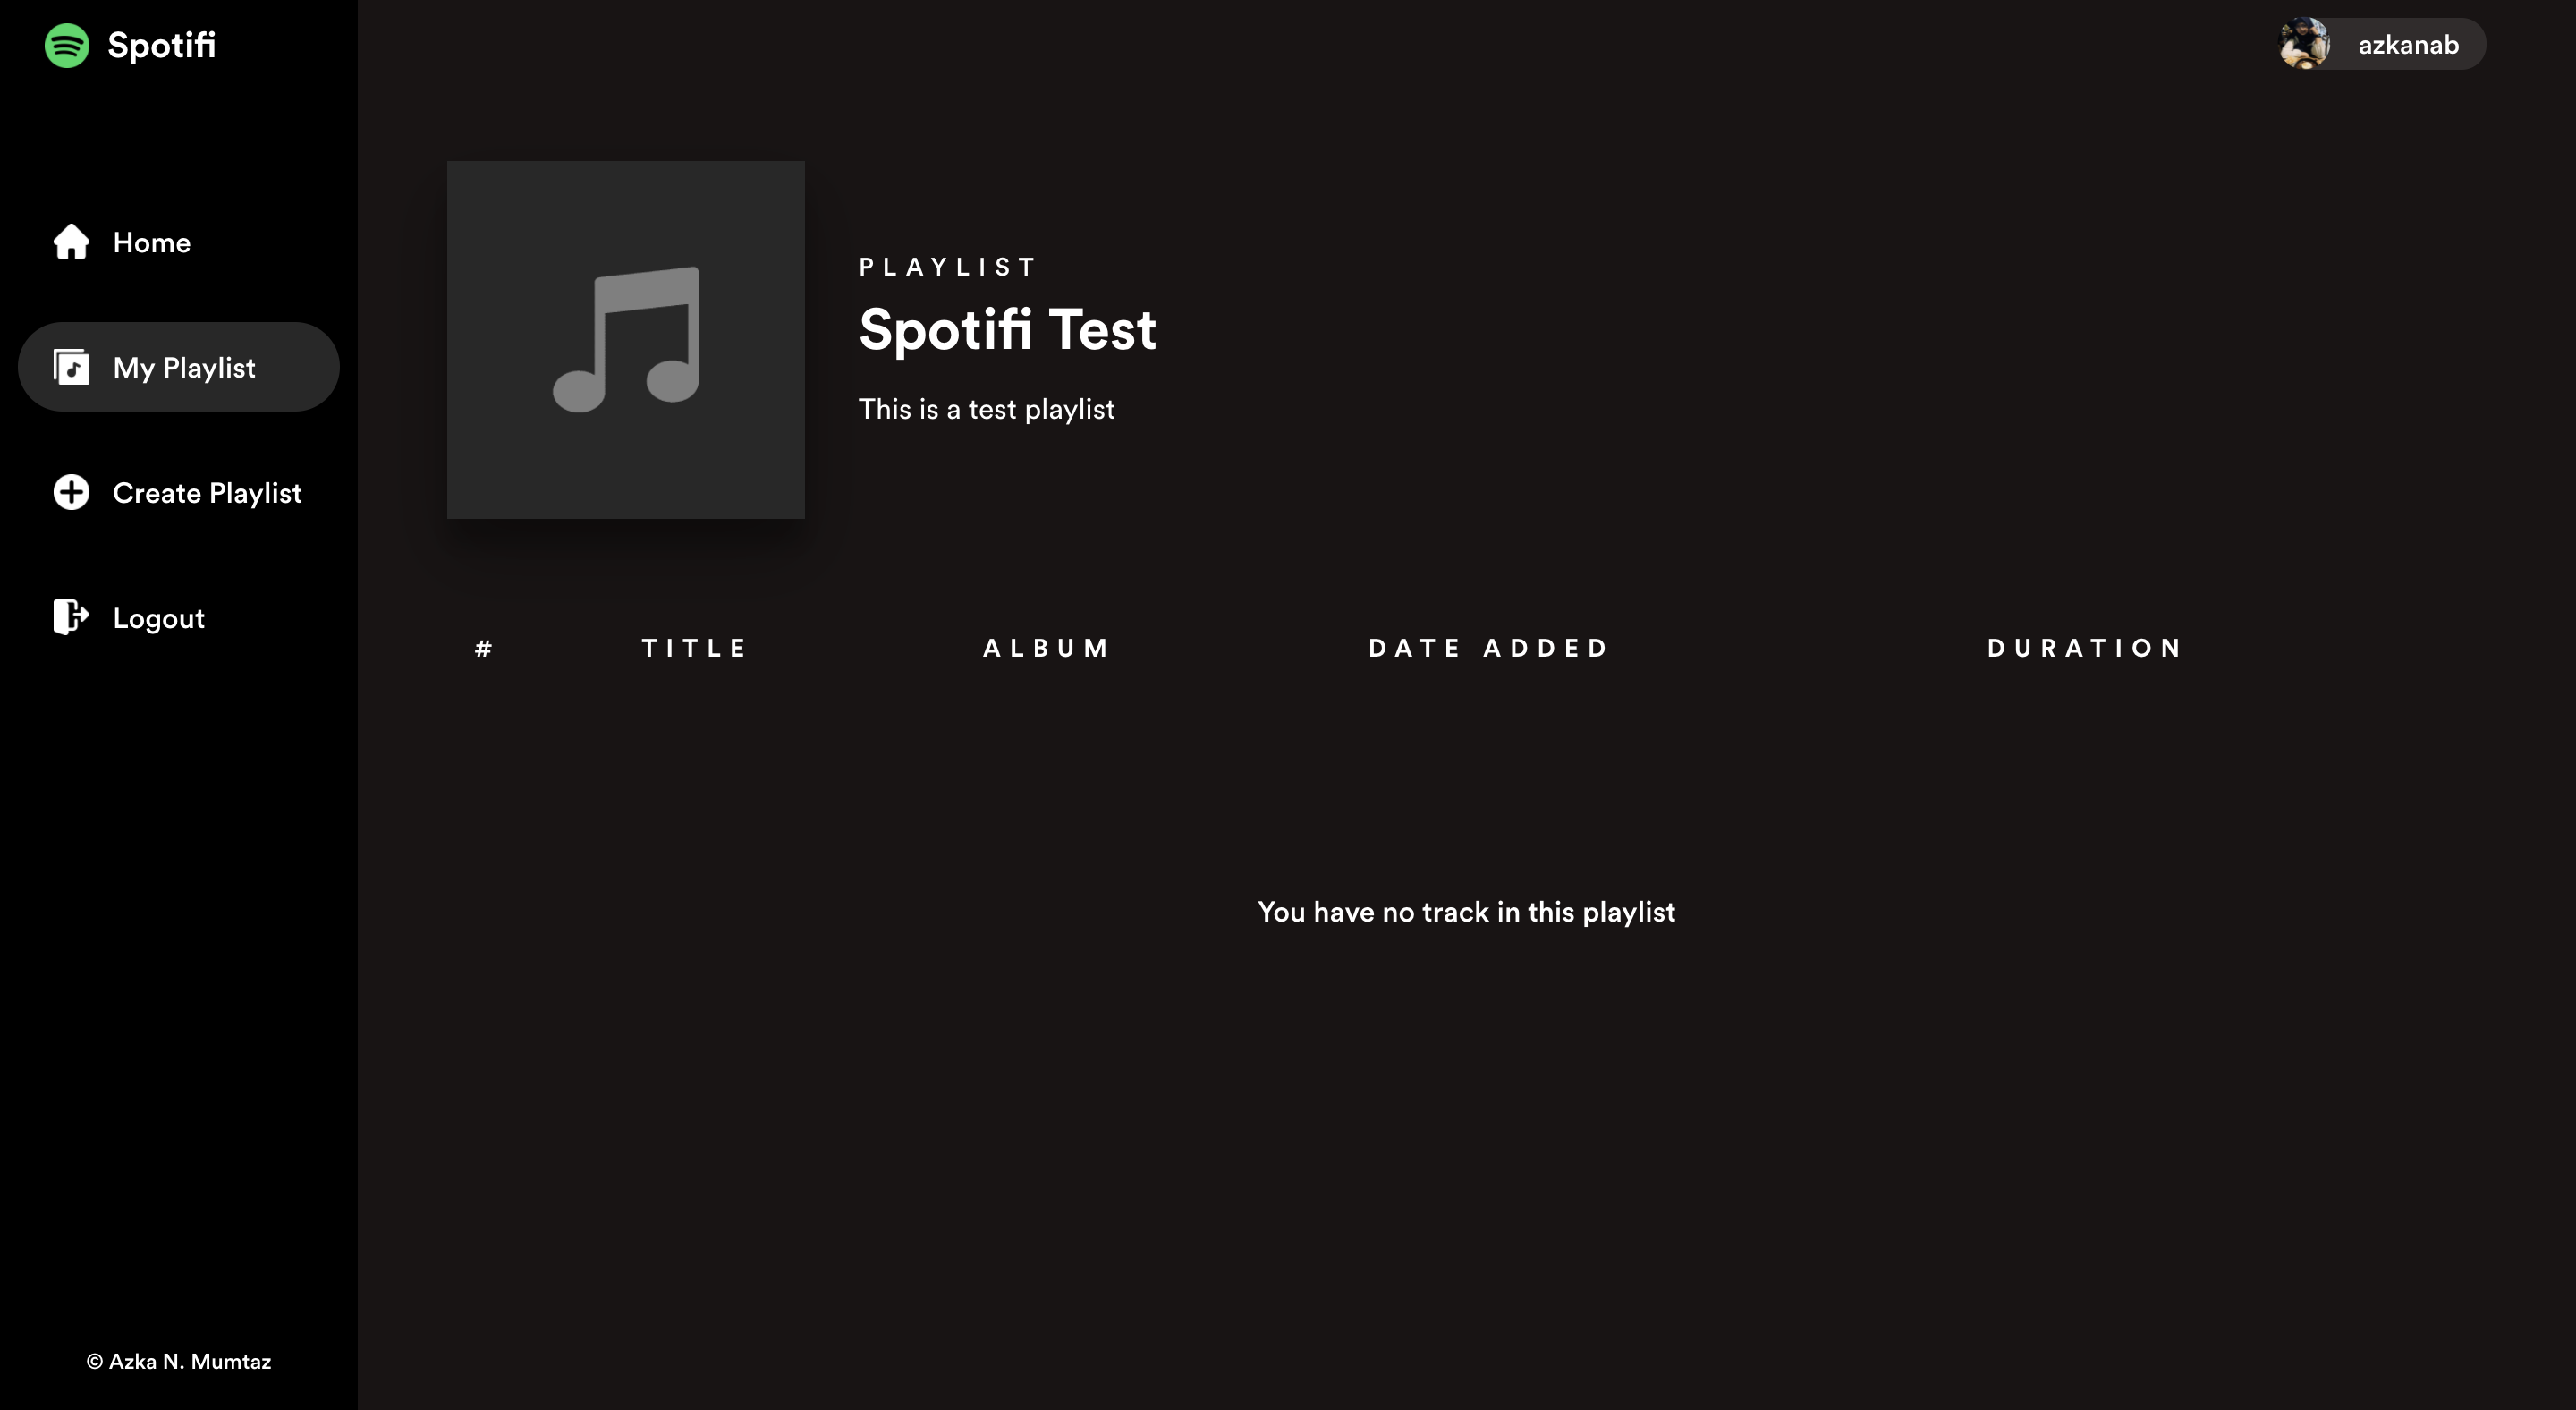 Spotifi
azkanab
Home
My Playlist
Create Playlist
Logout
PLAYLIST
Spotifi Test
This is a test playlist
# TITLE ALBUM DATE ADDED DURATION
You have no track in this playlist
© Azka N. Mumtaz